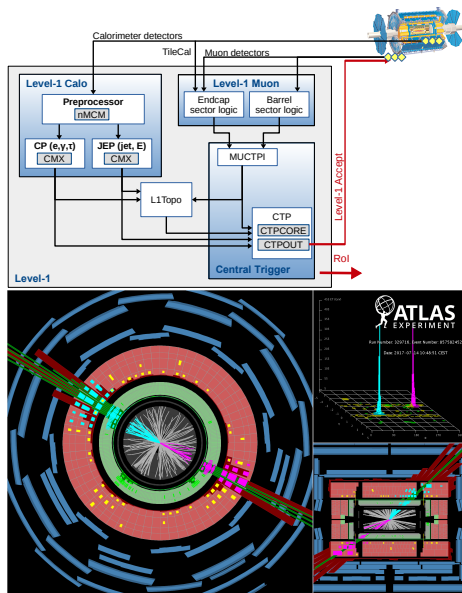 Calorimeter detectors
TileCal
Muon detectors
Level-1 Calo
Preprocessor
nMCM
CP (e,γ,τ)
CMX
JEP (jet, E)
CMX
Level-1 Muon
Endcap
sector logic
Barrel
sector logic
MUCTPI
L1Topo
CTP
CTPCORE
CTPOUT
Central Trigger
Level-1
Level-1 Accept
RoI
ATLAS
EXPERIMENT